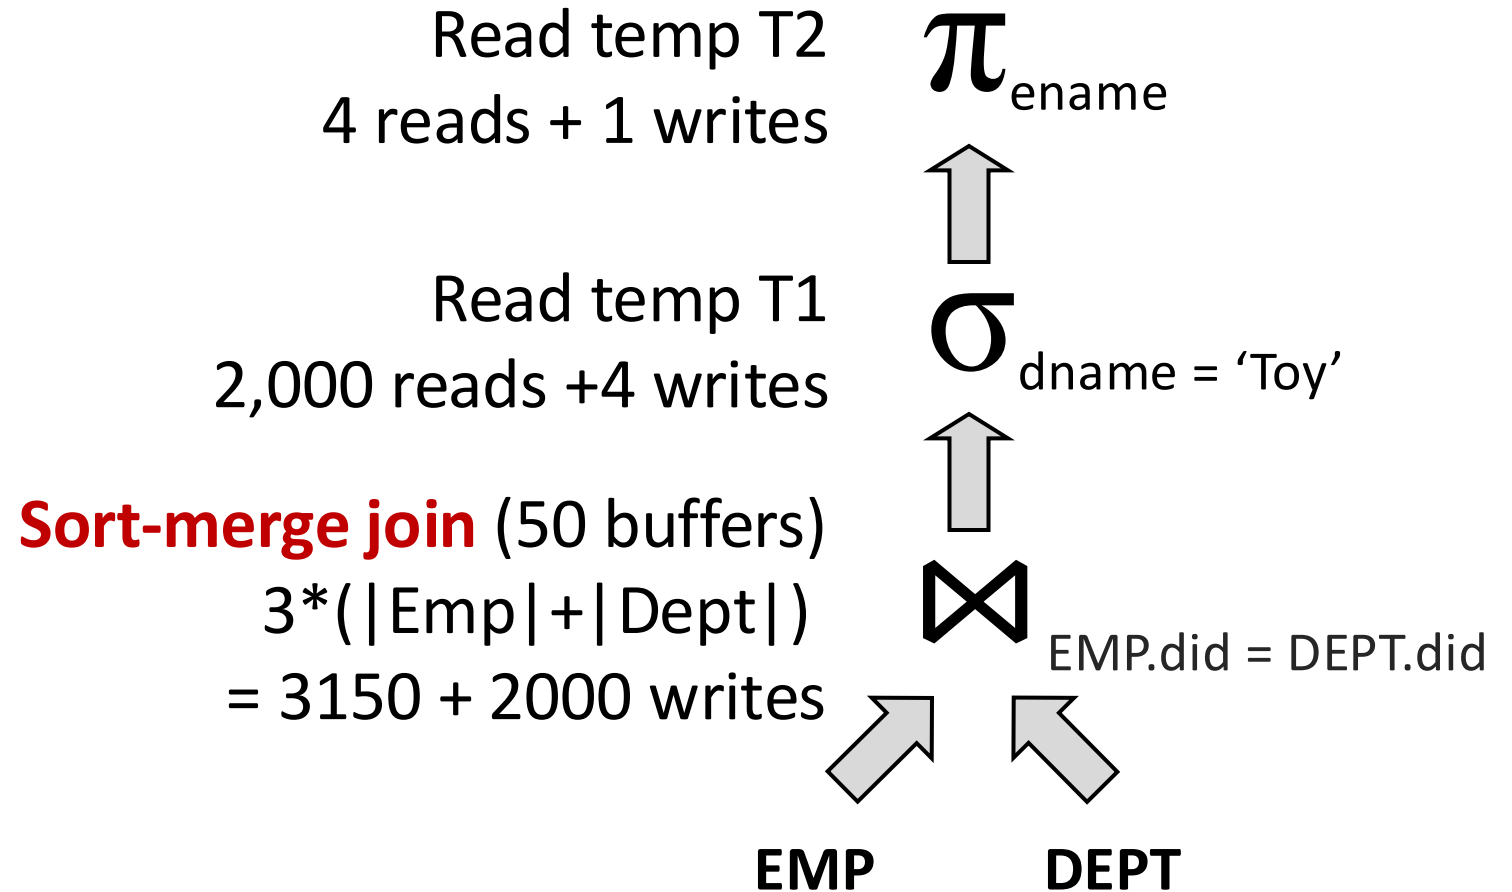 Read temp T2
4 reads + 1 writes
π ename
Read temp T1
2,000 reads +4 writes
σ dname = ‘Toy’
Sort-merge join (50 buffers)
3*(|Emp|+|Dept|)
= 3150 + 2000 writes
⋈ EMP.did = DEPT.did
EMP DEPT